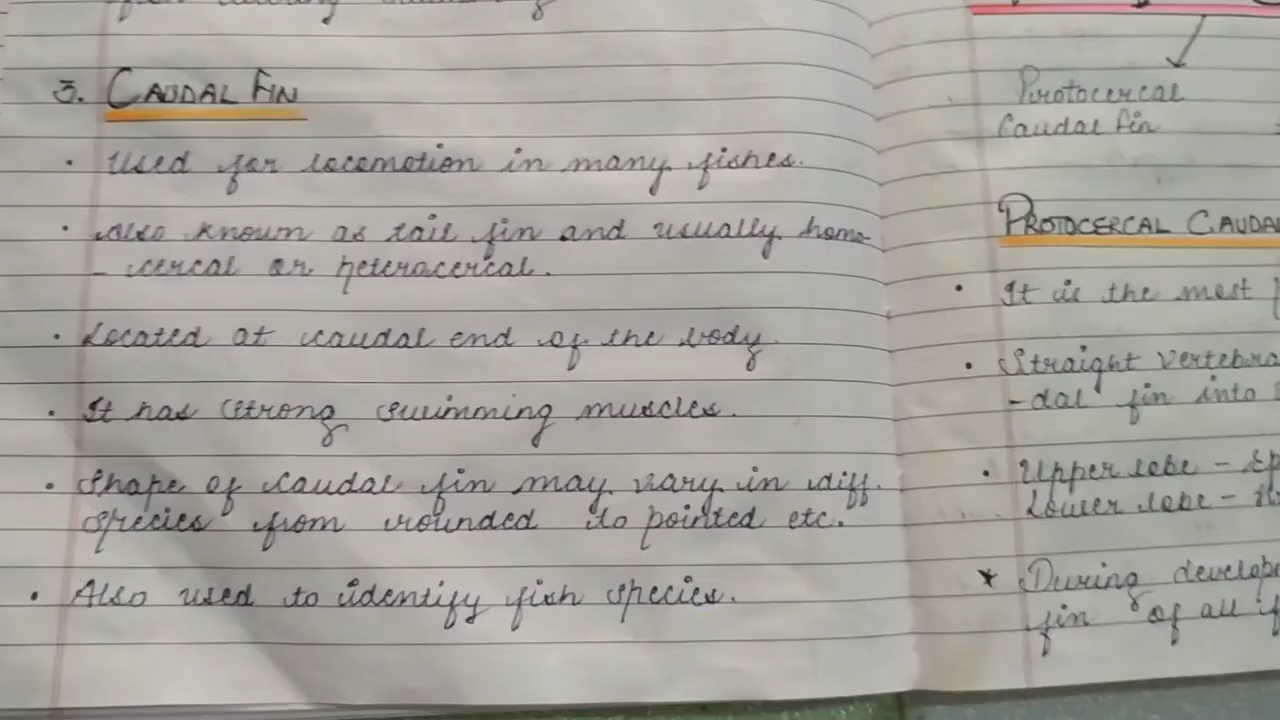 3. CAUDAL FIN
• Used for locomotion in many fishes.
• Also known as tail fin and usually homo-
- cercal or heteracercal.
• Located at caudal end of the body.
• It has strong swimming muscles.
• Shape of caudal fin may vary in diff.
species from rounded to pointed etc.
• Also used to identify fish species.
Protocercal
Caudal fin
PROTOCERCAL CAUDAL
• It is the most
• Straight vertebra
-dal fin into
• Upper lobe -
Lower lobe -
* During develop
fin of all